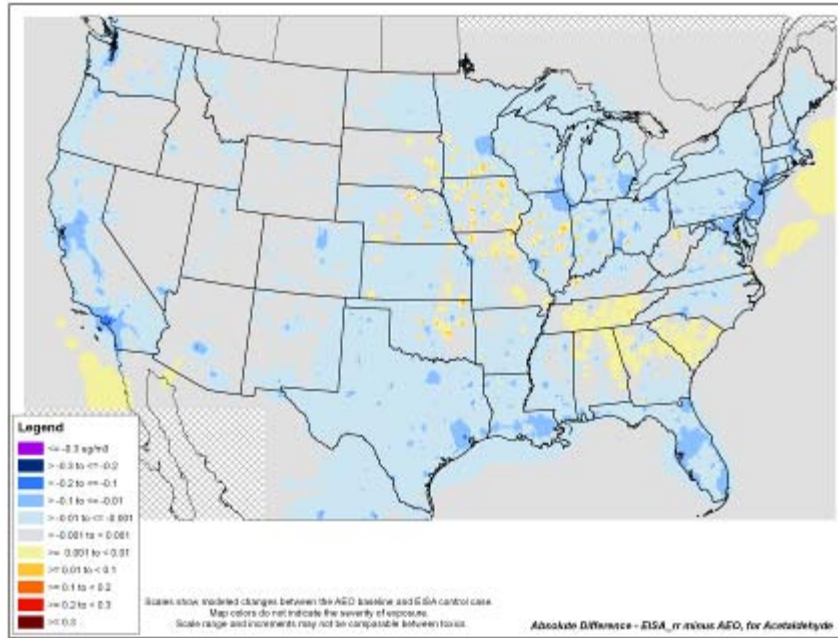 Legend
<= -0.3 ug/m3
> -0.3 to <= -0.2
> -0.2 to <= -0.1
> -0.1 to <= -0.01
> -0.01 to <= -0.001
> -0.001 to < 0.001
>= 0.001 to < 0.01
>= 0.01 to < 0.1
>= 0.1 to < 0.2
>= 0.2 to < 0.3
>= 0.3
Scales show modeled changes between the AEO baseline and EISA control case.
Map colors do not indicate the severity of exposure.
Scale range and increments may not be comparable between toxics.
Absolute Difference - EISA_rr minus AEO, for Acetaldehyde